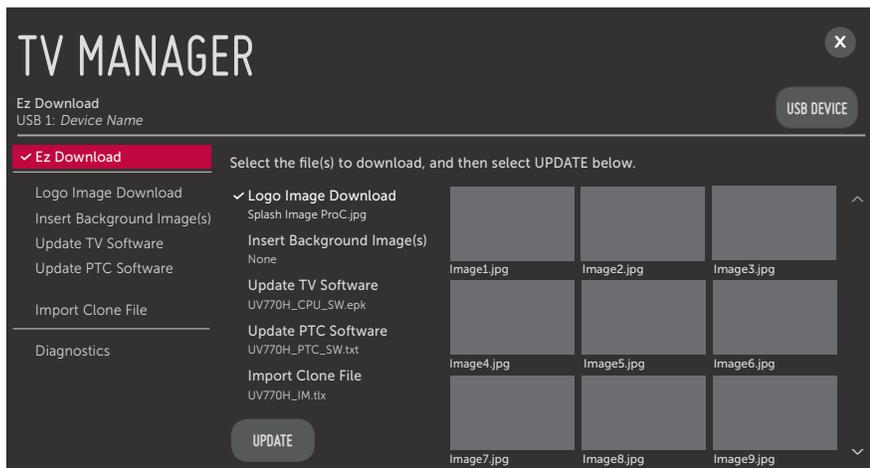 TV MANAGER
X
Ez Download
USB 1: Device Name
USB DEVICE
Ez Download
Logo Image Download
Insert Background Image(s)
Update TV Software
Update PTC Software
Import Clone File
Diagnostics
Select the file(s) to download, and then select UPDATE below.
Logo Image Download
Splash Image ProC.jpg
Insert Background Image(s)
None
Update TV Software
UV770H_CPU_SW.epk
Update PTC Software
UV770H_PTC_SW.txt
Import Clone File
UV770H_IM.tlx
UPDATE
Image1.jpg
Image2.jpg
Image3.jpg
Image4.jpg
Image5.jpg
Image6.jpg
Image7.jpg
Image8.jpg
Image9.jpg